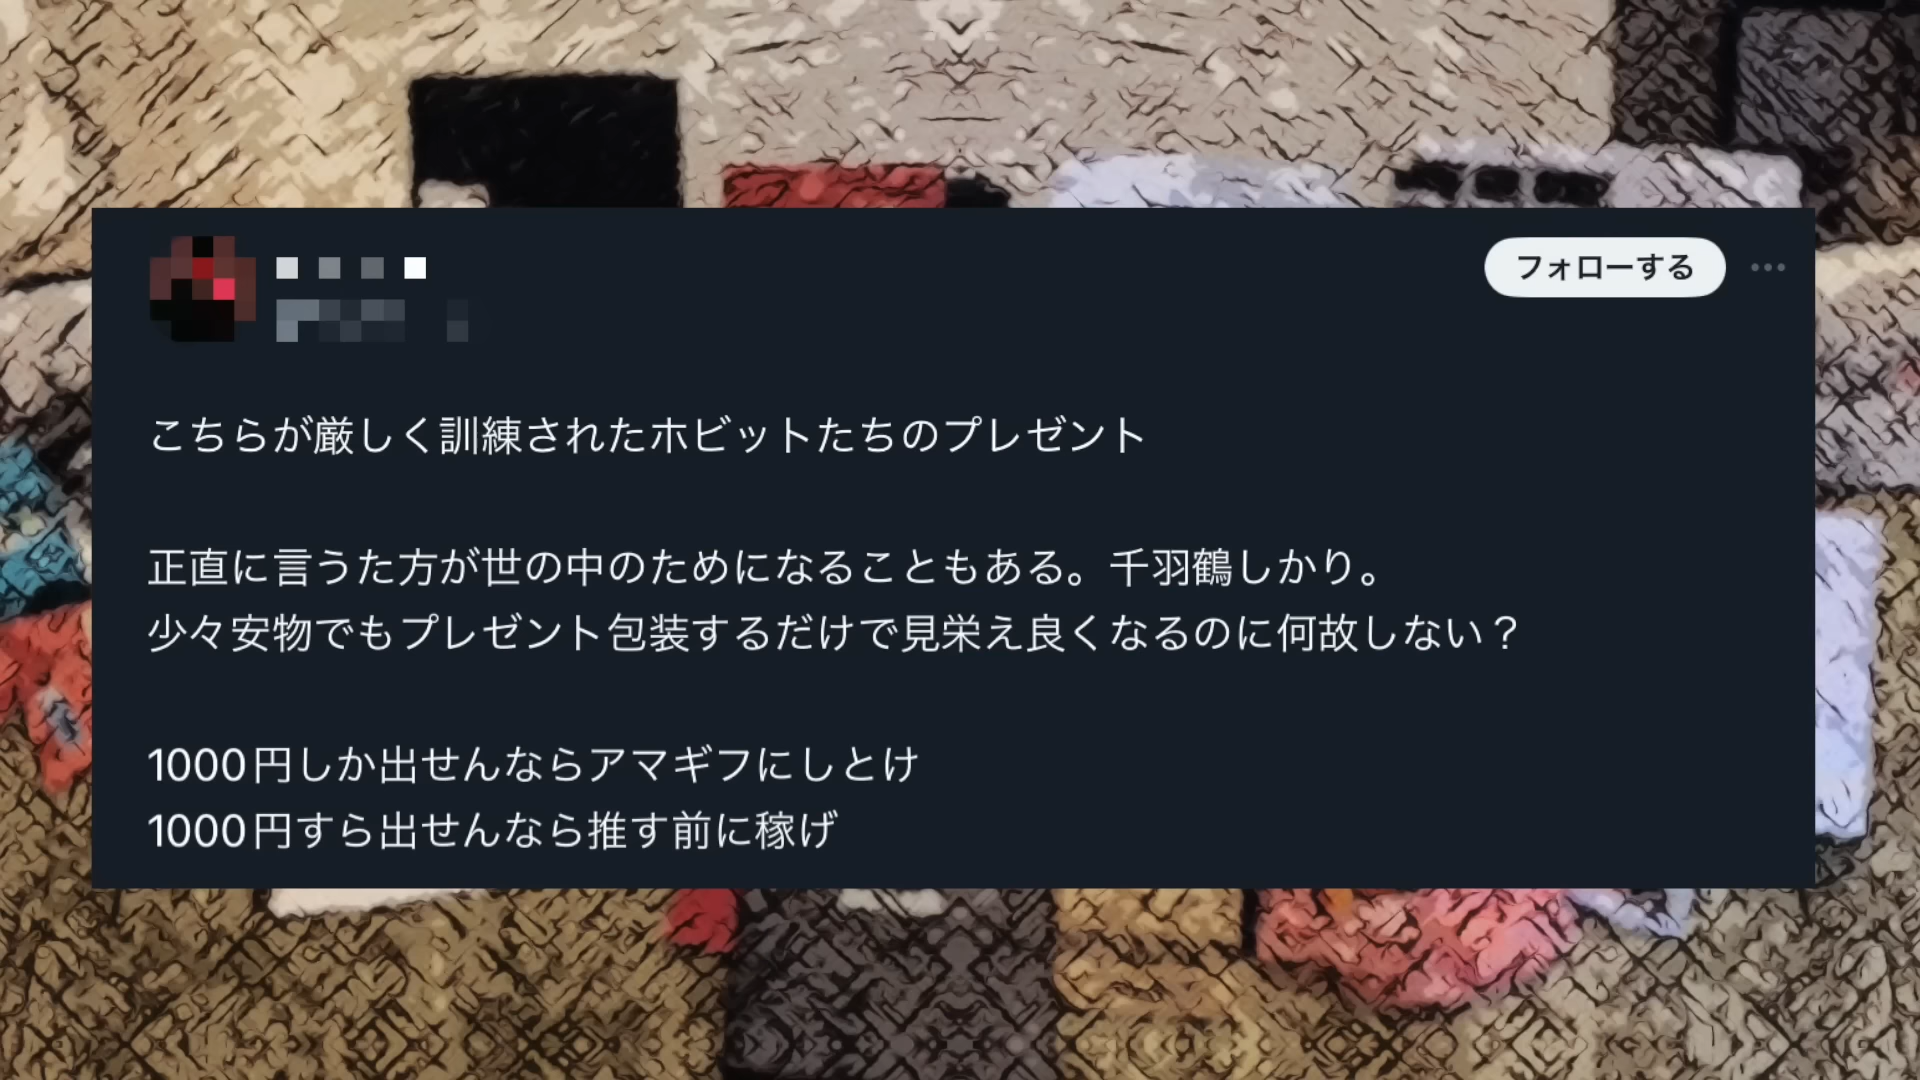 フォローする
こちらが厳しく訓練されたホビットたちのプレゼント
正直に言うた方が世の中のためになることもある。千羽鶴しかり。
少々安物でもプレゼント包装するだけで見栄え良くなるのに何故しない？
1000円しか出せんならアマギフにしとけ
1000円すら出せんなら推す前に稼げ